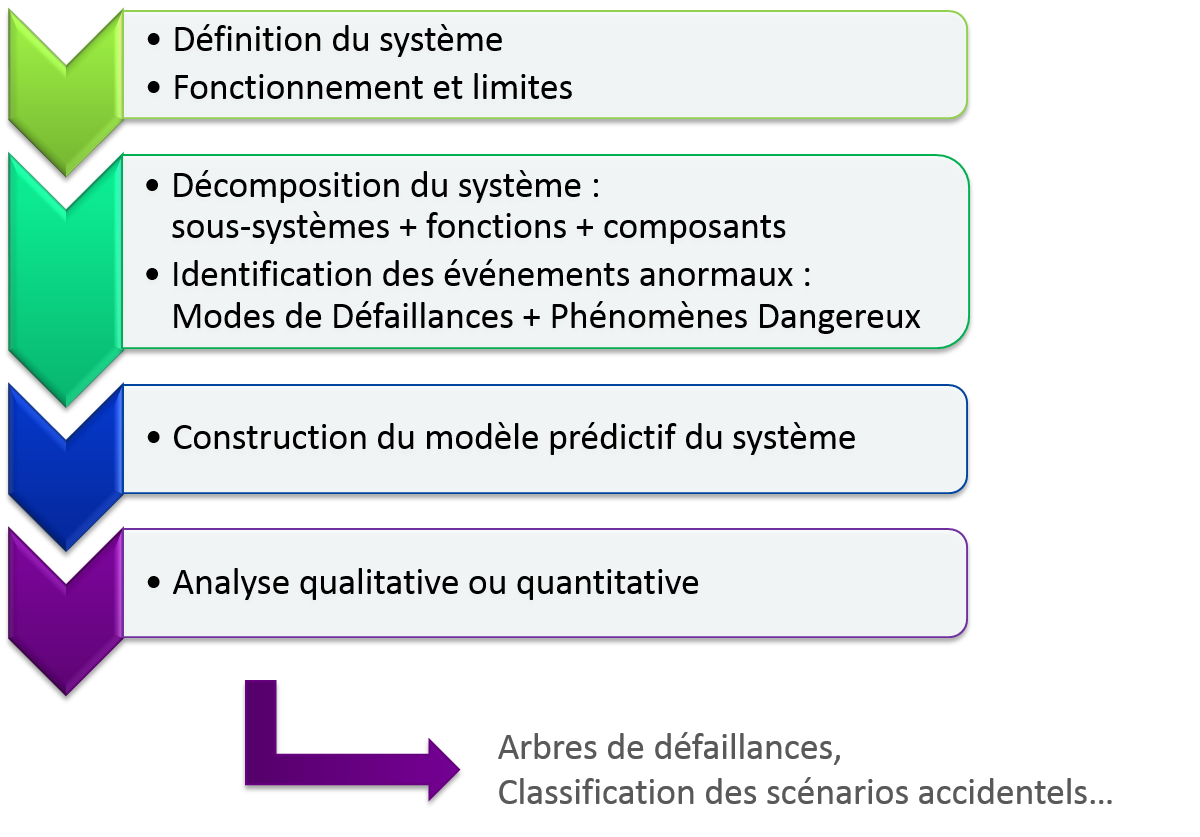 • Définition du système
• Fonctionnement et limites
• Décomposition du système :
sous-systèmes + fonctions + composants
• Identification des événements anormaux :
Modes de Défaillances + Phénomènes Dangereux
• Construction du modèle prédictif du système
• Analyse qualitative ou quantitative
Arbres de défaillances,
Classification des scénarios accidentels...